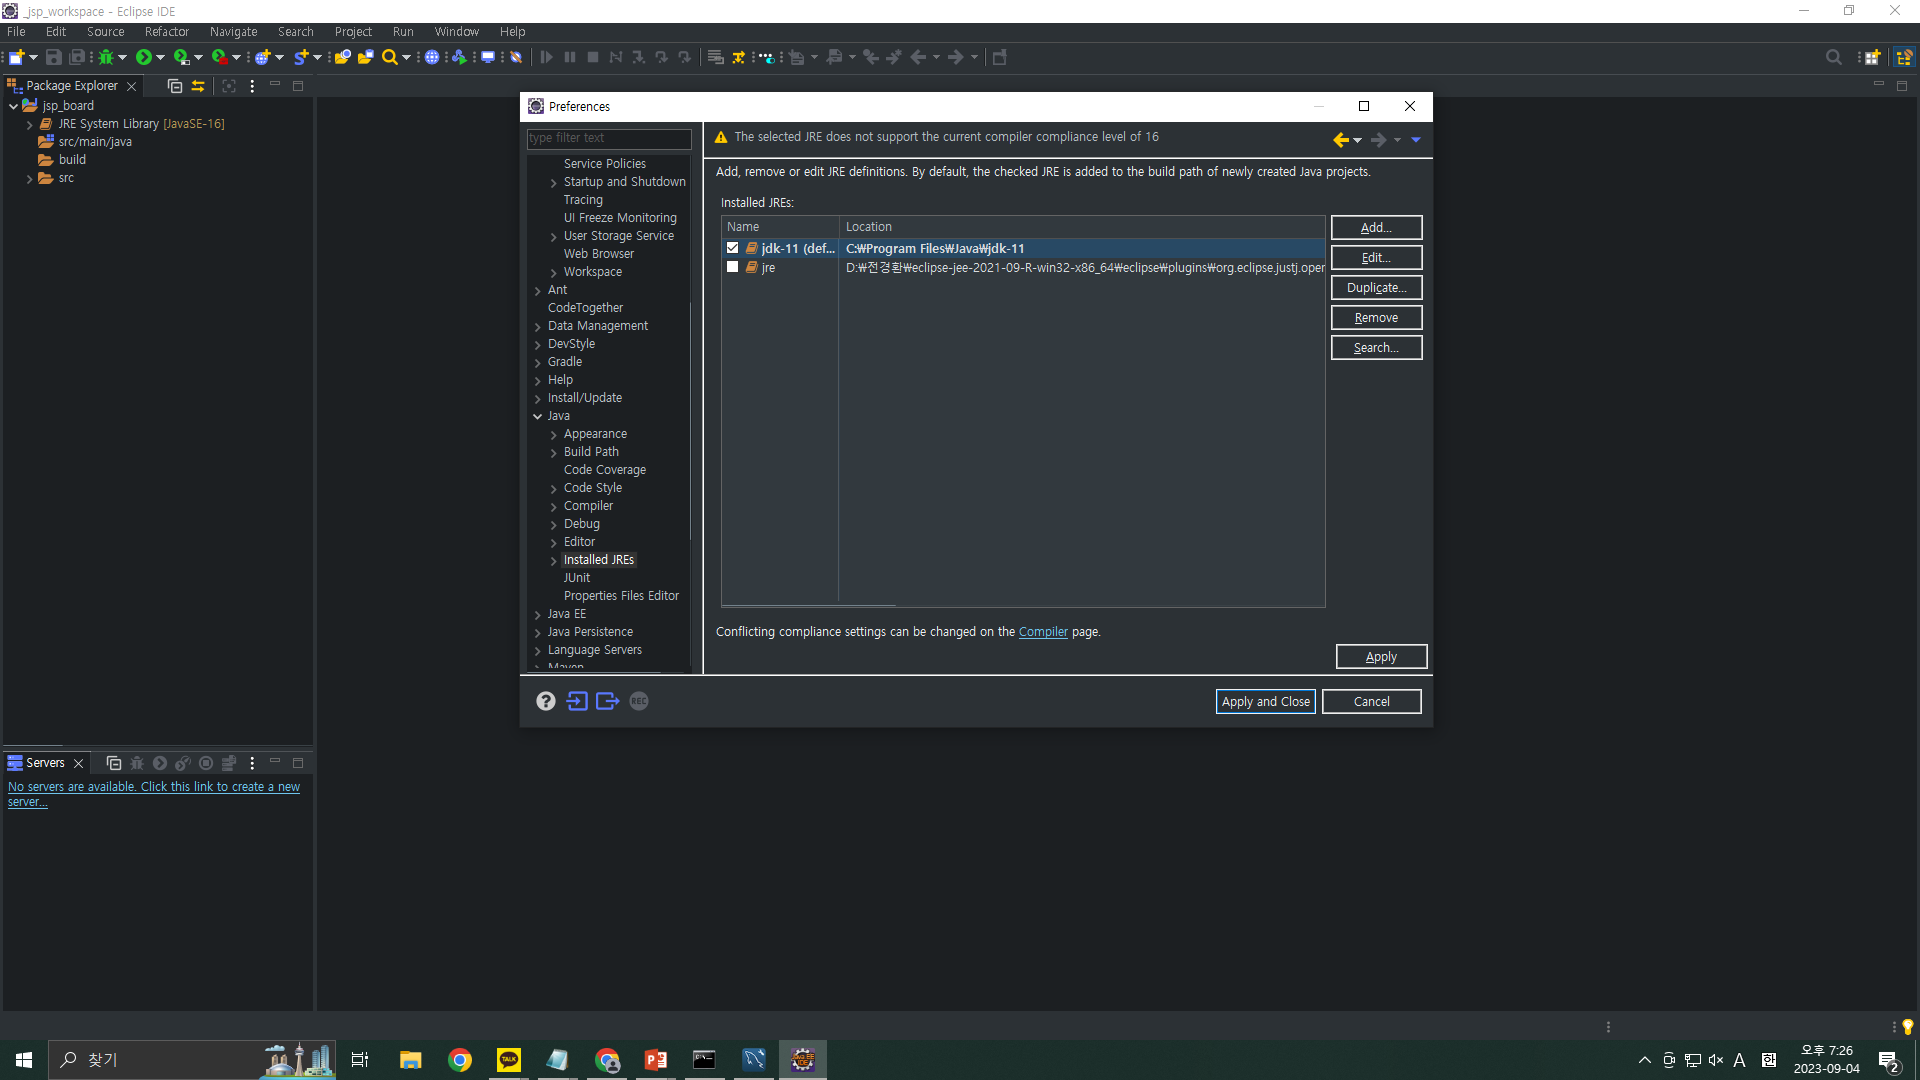 _jsp_workspace - Eclipse IDE
File Edit Source Refactor Navigate Search Project Run Window Help
Package Explorer
jsp_board
JRE System Library [JavaSE-16]
src/main/java
build
src
Preferences
type filter text
Service Policies
Startup and Shutdown
Tracing
UI Freeze Monitoring
User Storage Service
Web Browser
Workspace
Ant
CodeTogether
Data Management
DevStyle
Gradle
Help
Install/Update
Java
Appearance
Build Path
Code Coverage
Code Style
Compiler
Debug
Editor
Installed JREs
JUnit
Properties Files Editor
Java EE
Java Persistence
Language Servers
Maven
The selected JRE does not support the current compiler compliance level of 16
Add, remove or edit JRE definitions. By default, the checked JRE is added to the build path of newly created Java projects.
Installed JREs:
Name Location
jdk-11 (def... C:₩Program Files₩Java₩jdk-11
jre D:₩전경환₩eclipse-jee-2021-09-R-win32-x86_64₩eclipse₩plugins₩org.eclipse.justj.oper
Add...
Edit...
Duplicate...
Remove
Search...
Conflicting compliance settings can be changed on the Compiler page.
Apply
REC
Apply and Close Cancel
Servers
No servers are available. Click this link to create a new
server...
찾기
TALK
A
오후 7:26
2023-09-04
2